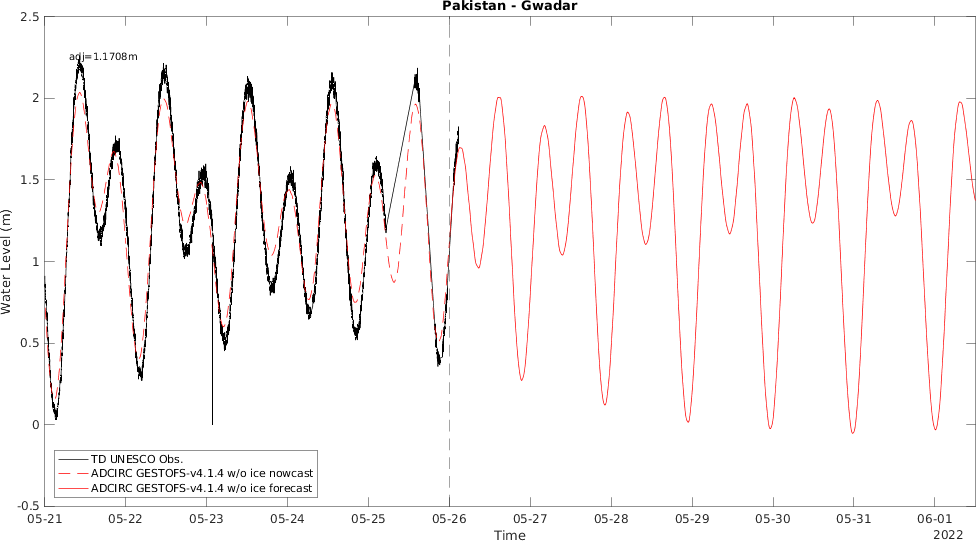 Pakistan - Gwadar
2.5
adj=1.1708m
2
1.5
1
0.5
0
-0.5
Water Level (m)
TD UNESCO Obs.
ADCIRC GESTOFS-v4.1.4 w/o ice nowcast
ADCIRC GESTOFS-v4.1.4 w/o ice forecast
05-21 05-22 05-23 05-24 05-25 05-26 05-27 05-28 05-29 05-30 05-31 06-01
Time
2022